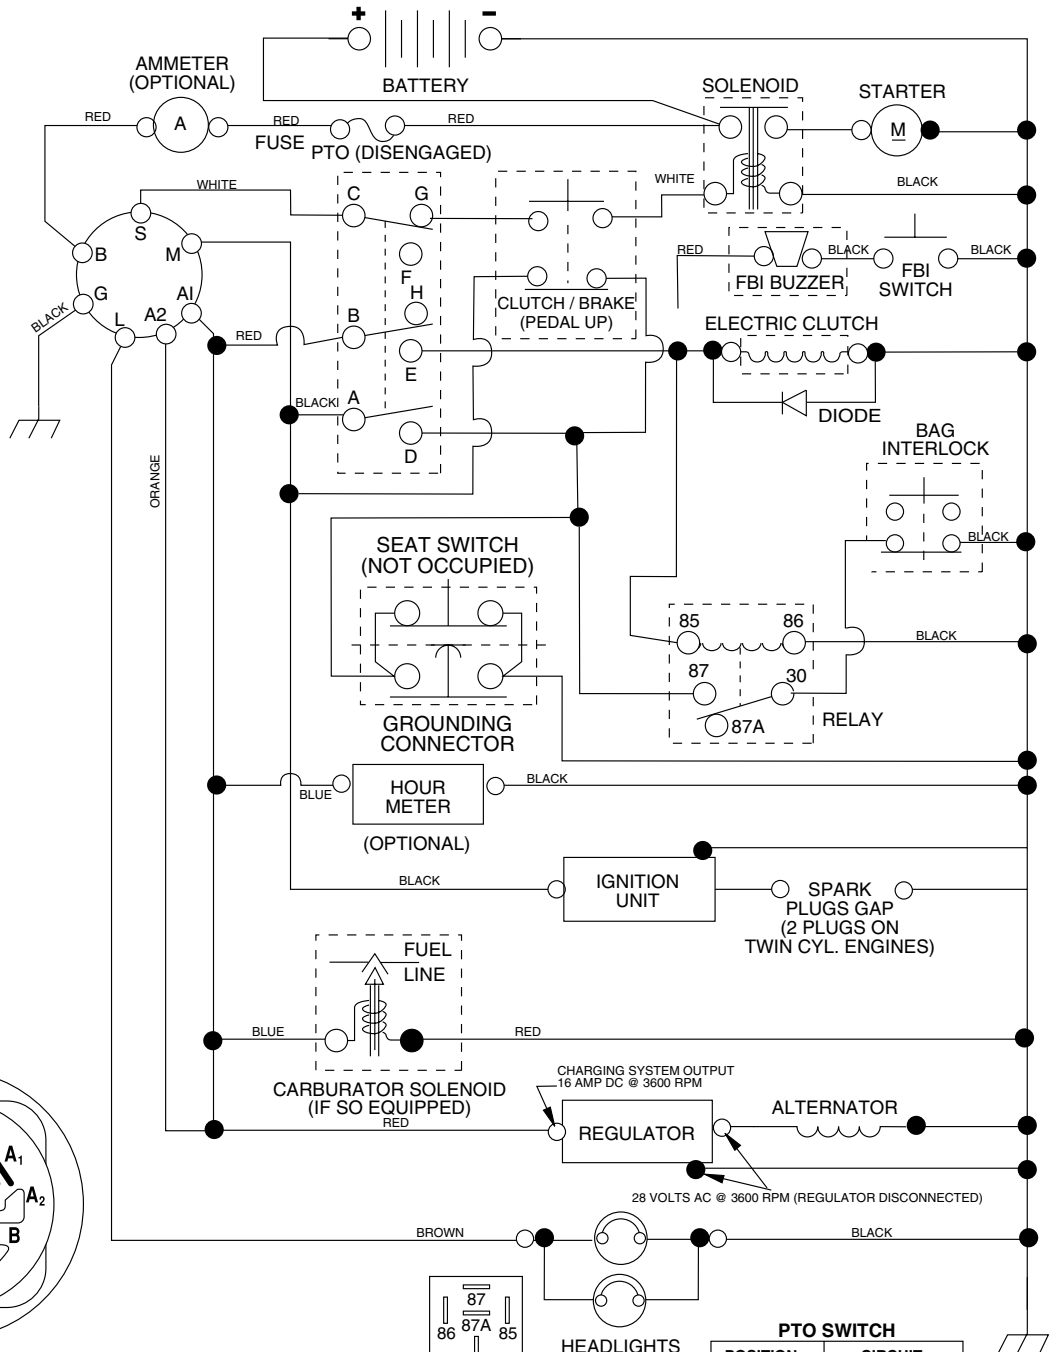 + −
AMMETER
(OPTIONAL)
BATTERY
SOLENOID
STARTER
RED
A
RED
FUSE
RED
PTO (DISENGAGED)
M
WHITE
C
G
WHITE
BLACK
S
M
B
G
A1
A2
L
BLACK
F
H
CLUTCH / BRAKE
(PEDAL UP)
RED
FBI BUZZER
BLACK
FBI
SWITCH
BLACK
RED
B
E
ELECTRIC CLUTCH
DIODE
BLACK
A
D
BAG
INTERLOCK
ORANGE
BLACK
SEAT SWITCH
(NOT OCCUPIED)
85
86
BLACK
87
30
87A
RELAY
GROUNDING
CONNECTOR
BLUE
HOUR
METER
BLACK
(OPTIONAL)
BLACK
IGNITION
UNIT
SPARK
PLUGS GAP
(2 PLUGS ON
TWIN CYL. ENGINES)
FUEL
LINE
BLUE
RED
CARBURATOR SOLENOID
(IF SO EQUIPPED)
CHARGING SYSTEM OUTPUT
16 AMP DC @ 3600 RPM
RED
REGULATOR
ALTERNATOR
28 VOLTS AC @ 3600 RPM (REGULATOR DISCONNECTED)
A1
A2
B
BROWN
BLACK
87
86
87A
85
HEADLIGHTS
PTO SWITCH
POSITION
CIRCUIT